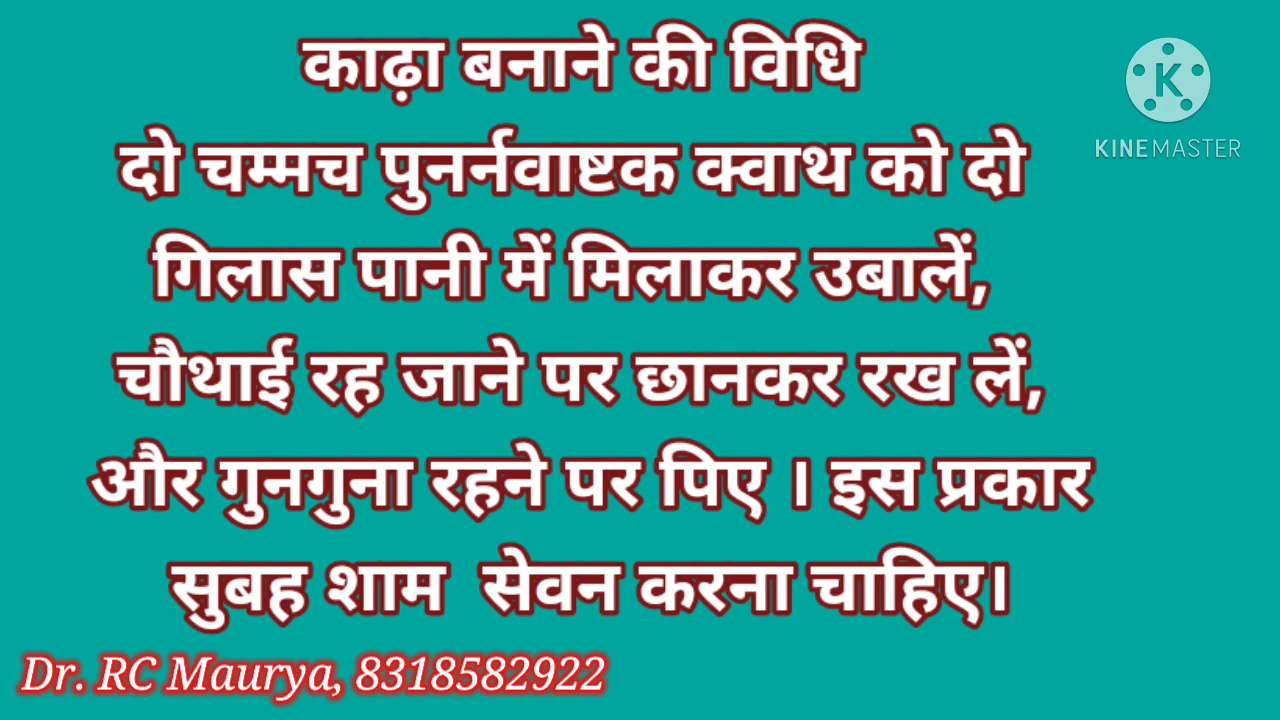 काढ़ा बनाने की विधि
दो चम्मच पुनर्नवाष्टक क्वाथ को दो
गिलास पानी में मिलाकर उबालें,
चौथाई रह जाने पर छानकर रख लें,
और गुनगुना रहने पर पिए । इस प्रकार
सुबह शाम सेवन करना चाहिए।
Dr. RC Maurya, 8318582922
K
KINEMASTER